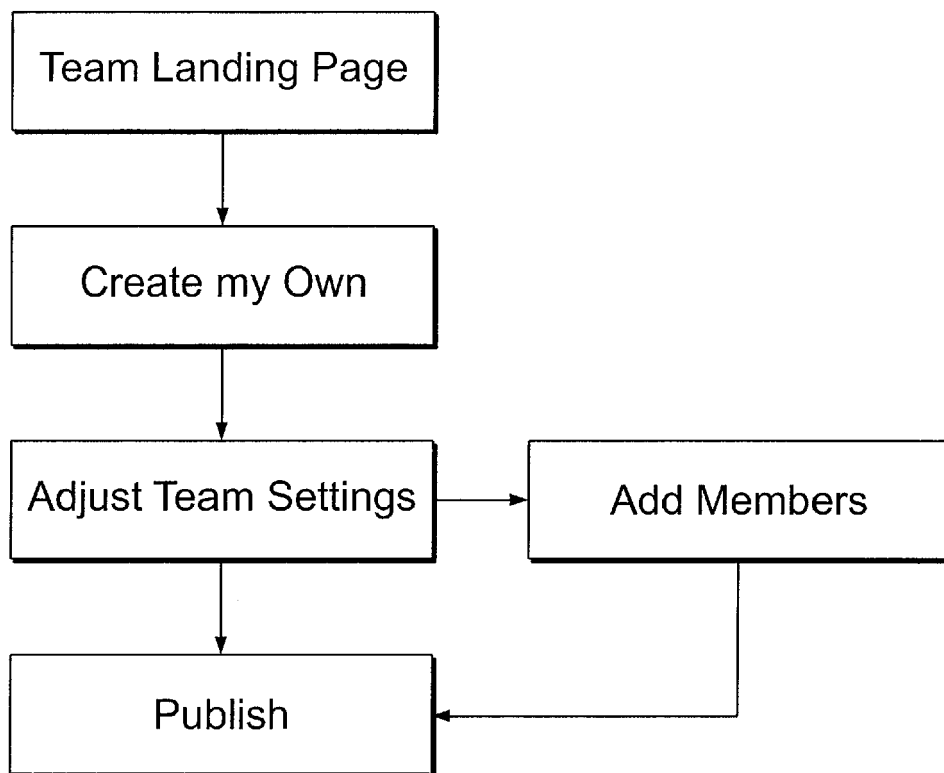 Team Landing Page
Create my Own
Adjust Team Settings
Add Members
Publish